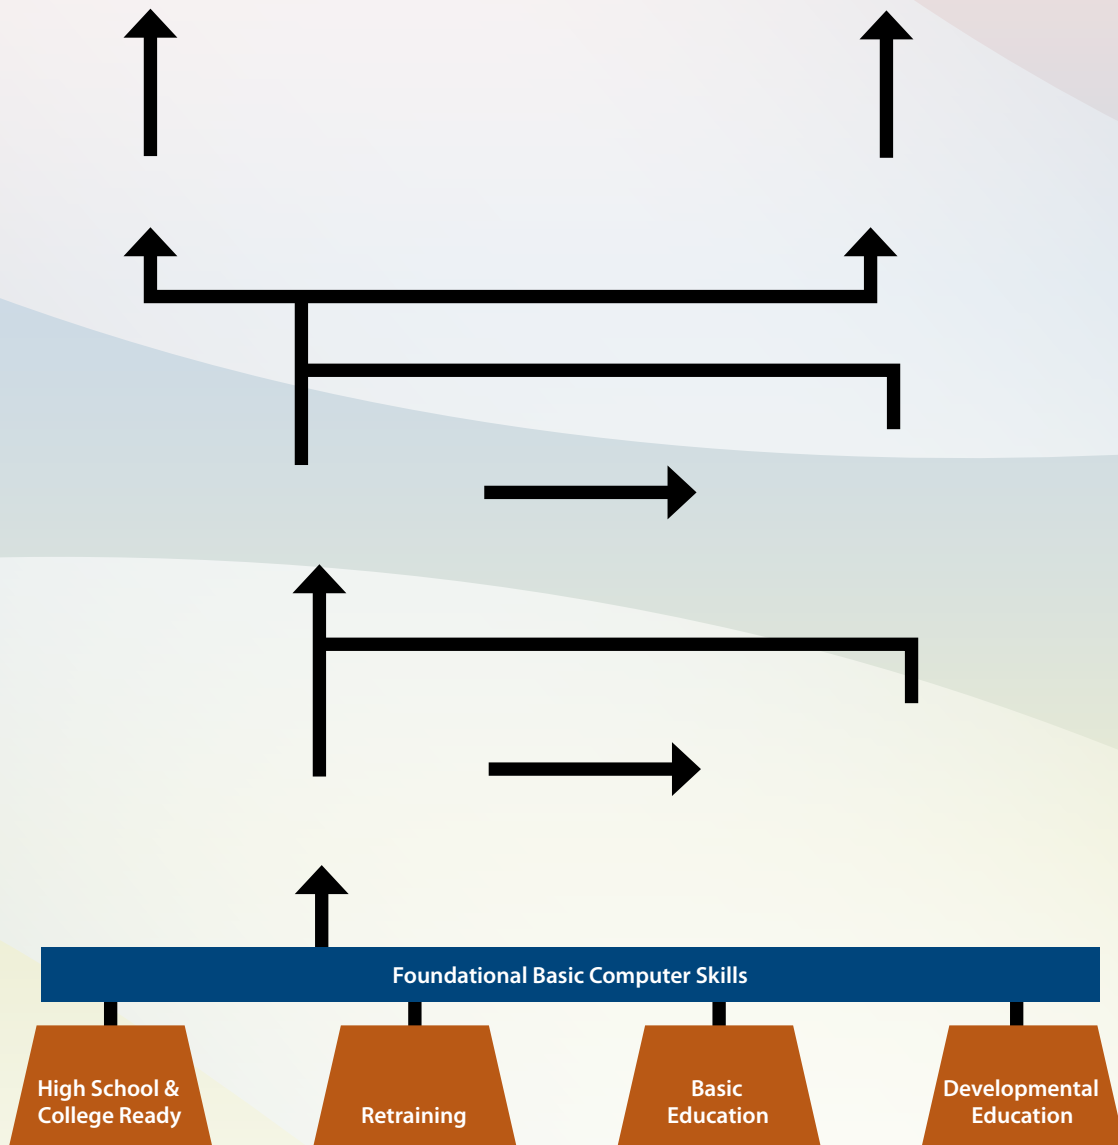 Foundational Basic Computer Skills
High School &
College Ready
Retraining
Basic
Education
Developmental
Education